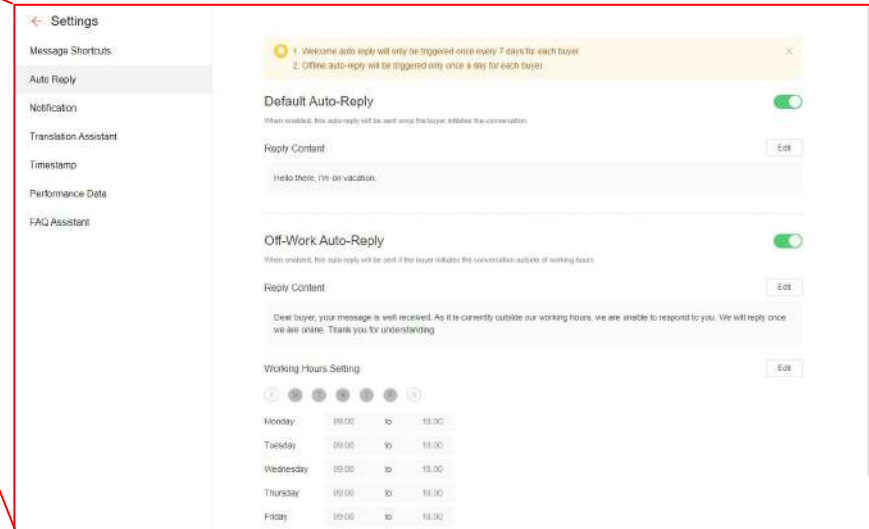 Settings
Message Shortcuts
Auto Reply
Notification
Translation Assistant
Timestamp
Performance Data
FAQ Assistant
1. Welcome auto reply will only be triggered once every 7 days for each buyer
2. Offline auto-reply will be triggered only once a day for each buyer
Default Auto-Reply
When enabled, this auto-reply will be sent once the buyer initiates the conversation.
Reply Content
Edit
Hello there, I'm on vacation.
Off-Work Auto-Reply
When enabled, this auto-reply will be sent if the buyer initiates the conversation outside of working hours.
Reply Content
Edit
Dear buyer, your message is well received. As it is currently outside our working hours, we are unable to respond to you. We will reply once
we are online. Thank you for understanding.
Working Hours Setting
Edit
S M T W T F S
Monday 09:00 to 18:00
Tuesday 09:00 to 18:00
Wednesday 09:00 to 18:00
Thursday 09:00 to 18:00
Friday 09:00 to 18:00